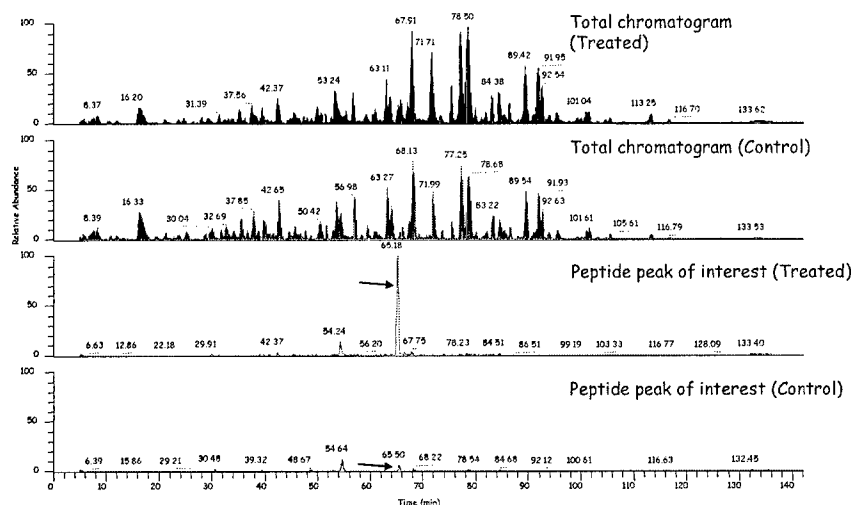 Total chromatogram
(Treated)
100
50
0
8.37 16.20 31.39 37.56 42.37 53.24 63.11 67.91 71.71 78.50 84.38 89.42 91.95 92.54 101.04 113.25 116.70 133.62
Total chromatogram (Control)
100
50
0
8.39 16.33 30.04 32.69 37.85 42.65 50.42 56.98 63.27 68.13 71.99 77.25 78.68 83.22 89.54 91.93 92.63 101.61 105.61 116.79 133.53
Relative Abundance
Peptide peak of interest (Treated)
100
50
0
6.63 12.86 22.18 29.91 42.37 54.24 56.20 65.18 67.75 78.23 84.51 86.51 99.19 103.33 116.77 128.09 133.40
Peptide peak of interest (Control)
100
50
0
6.39 15.86 29.21 30.48 39.32 48.67 54.64 65.50 68.22 78.54 84.68 92.12 100.61 116.63 132.45
0 10 20 30 40 50 60 70 80 90 100 110 120 130 140
Time (min)